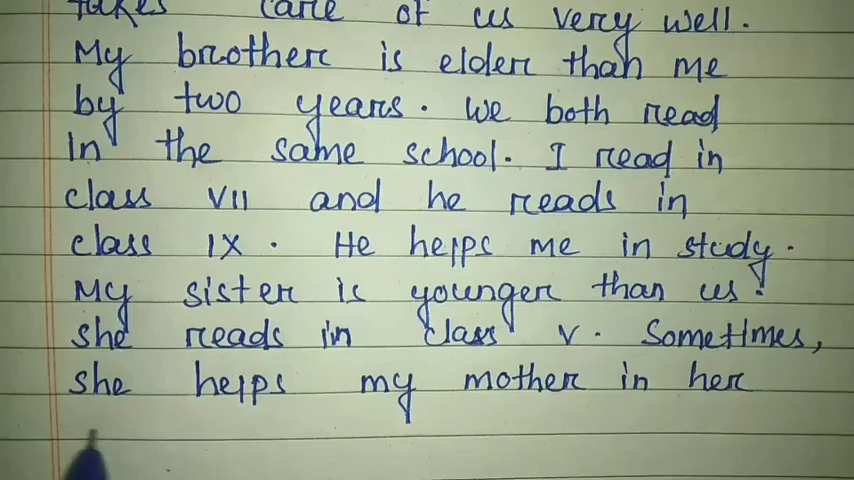 takes care of us very well.
My brother is elder than me
by two years. We both read
in the same school. I read in
class VII and he reads in
class IX. He helps me in study.
My sister is younger than us.
She reads in class V. Sometimes,
she helps my mother in her